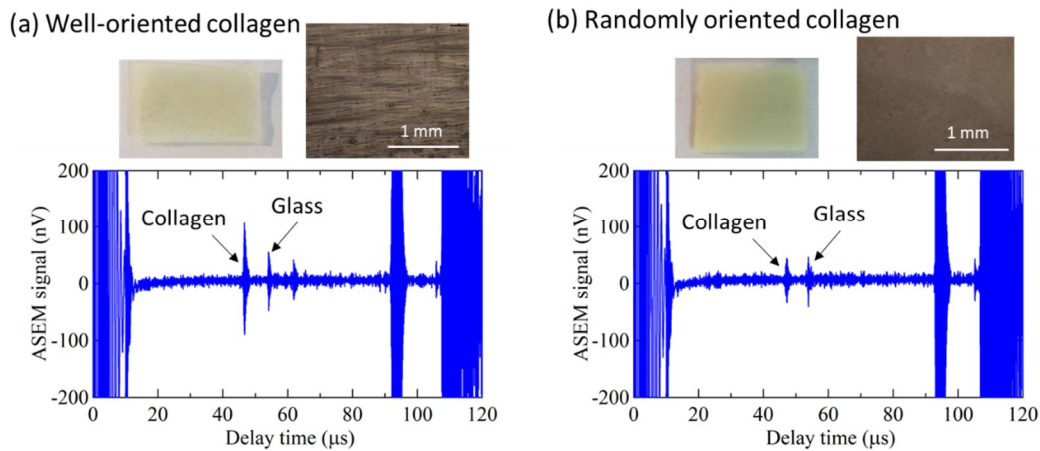 (a) Well-oriented collagen
(b) Randomly oriented collagen
1 mm
1 mm
ASEM signal (nV)
200
100
0
-100
-200
Collagen
Glass
0 20 40 60 80 100 120
Delay time (μs)
ASEM signal (nV)
200
100
0
-100
-200
Collagen
Glass
0 20 40 60 80 100 120
Delay time (μs)